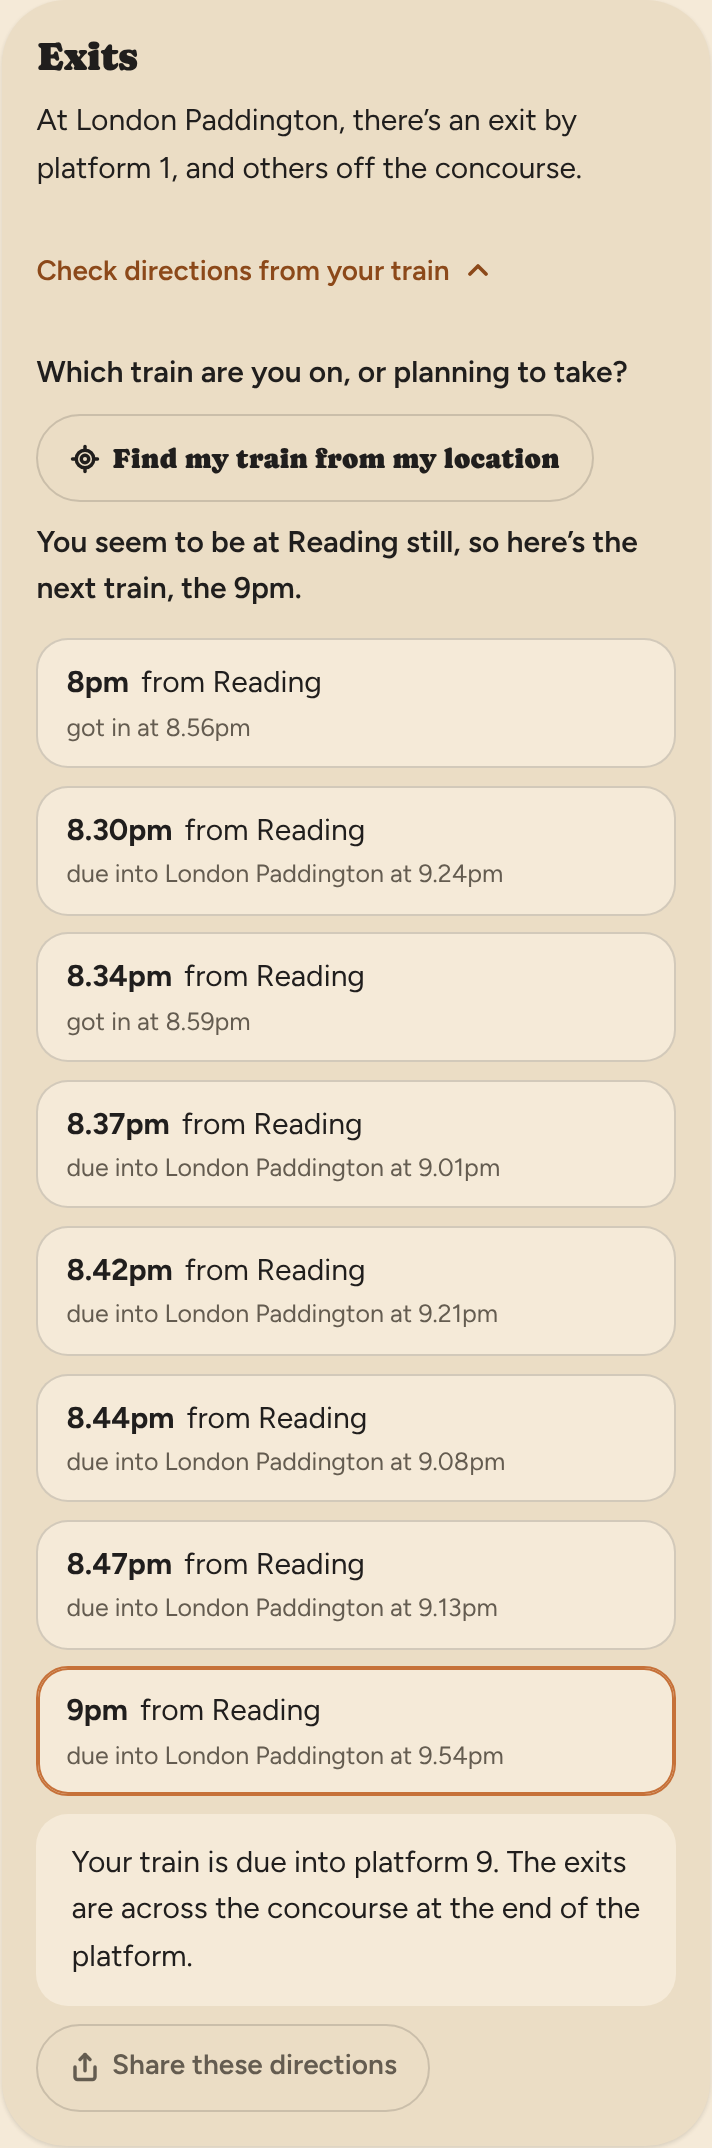 Exits
At London Paddington, there’s an exit by
platform 1, and others off the concourse.
Check directions from your train
Which train are you on, or planning to take?
Find my train from my location
You seem to be at Reading still, so here’s the
next train, the 9pm.
8pm from Reading
got in at 8.56pm
8.30pm from Reading
due into London Paddington at 9.24pm
8.34pm from Reading
got in at 8.59pm
8.37pm from Reading
due into London Paddington at 9.01pm
8.42pm from Reading
due into London Paddington at 9.21pm
8.44pm from Reading
due into London Paddington at 9.08pm
8.47pm from Reading
due into London Paddington at 9.13pm
9pm from Reading
due into London Paddington at 9.54pm
Your train is due into platform 9. The exits
are across the concourse at the end of the
platform.
Share these directions